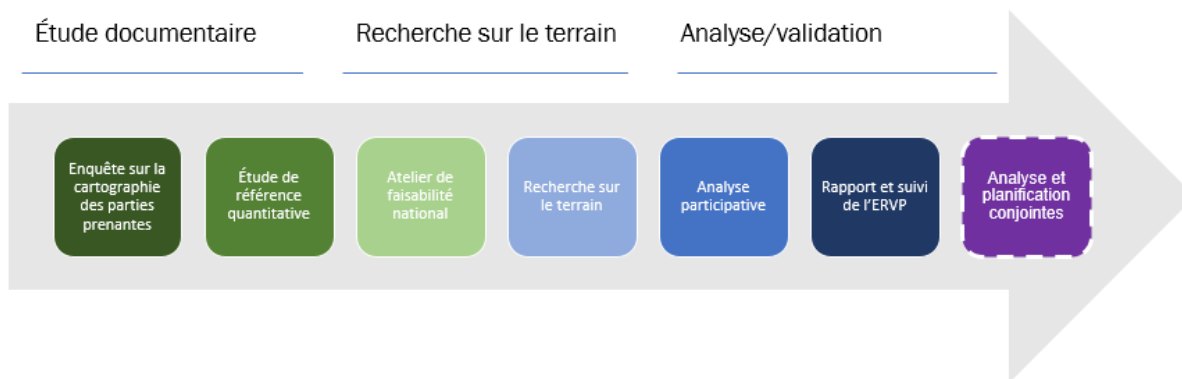 Étude documentaire
Recherche sur le terrain
Analyse/validation
Enquête sur la
cartographie
des parties
prenantes
Étude de
référence
quantitative
Atelier de
faisabilité
national
Recherche sur
le terrain
Analyse
participative
Rapport et suivi
de l'ERVP
Analyse et
planification
conjointes